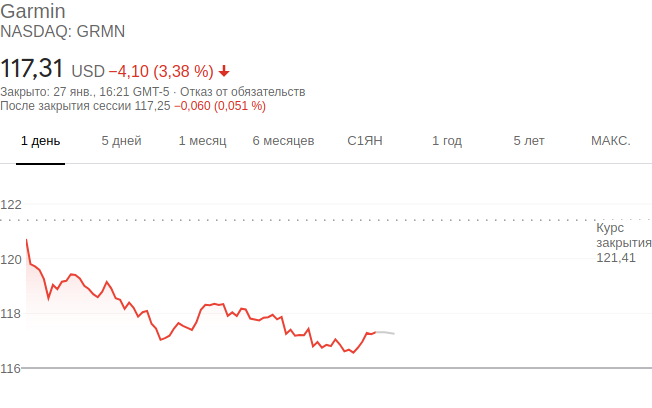 Garmin
NASDAQ: GRMN
117,31 USD −4,10 (3,38 %)
Закрыто: 27 янв., 16:21 GMT-5 · Отказ от обязательств
После закрытия сессии 117,25 −0,060 (0,051 %)
1 день 5 дней 1 месяц 6 месяцев С1ЯН 1 год 5 лет МАКС.
122
Курс
закрытия
121,41
120
118
116